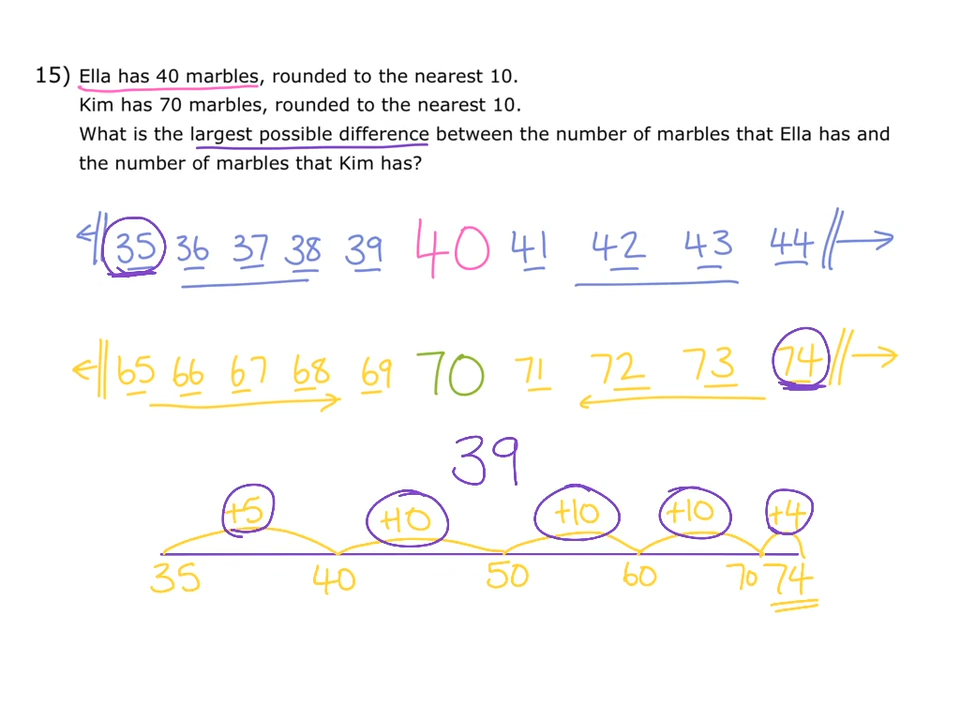 15) Ella has 40 marbles, rounded to the nearest 10.
Kim has 70 marbles, rounded to the nearest 10.
What is the largest possible difference between the number of marbles that Ella has and
the number of marbles that Kim has?
35 36 37 38 39 40 41 42 43 44
65 66 67 68 69 70 71 72 73 74
39
+5 +10 +10 +10 +4
35 40 50 60 70 74